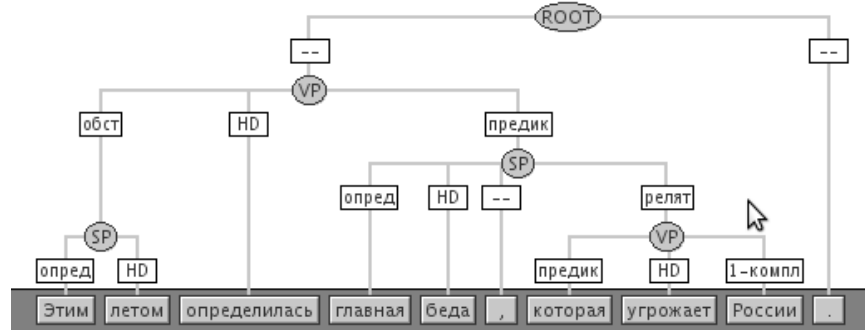 ROOT
-- --
VP
обст HD предик
SP
опред HD -- релят
SP VP
опред HD предик HD 1-компл
Этим летом определилась главная беда , которая угрожает России .